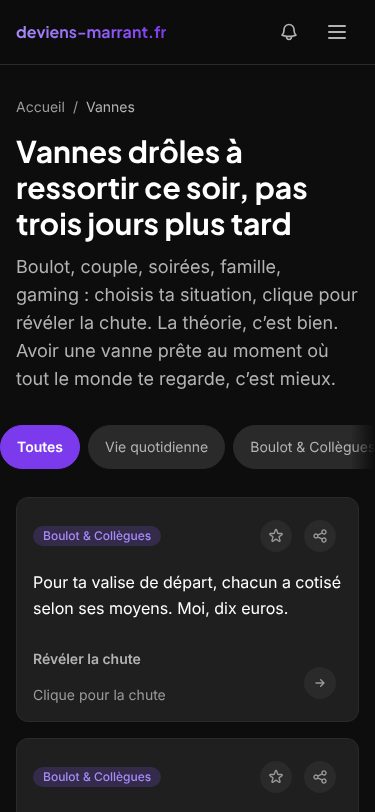 deviens-marrant.fr
Accueil / Vannes
Vannes drôles à
ressortir ce soir, pas
trois jours plus tard
Boulot, couple, soirées, famille,
gaming : choisis ta situation, clique pour
révéler la chute. La théorie, c’est bien.
Avoir une vanne prête au moment où
tout le monde te regarde, c’est mieux.
Toutes Vie quotidienne Boulot & Collègues
Boulot & Collègues
Pour ta valise de départ, chacun a cotisé
selon ses moyens. Moi, dix euros.
Révéler la chute
Clique pour la chute
Boulot & Collègues